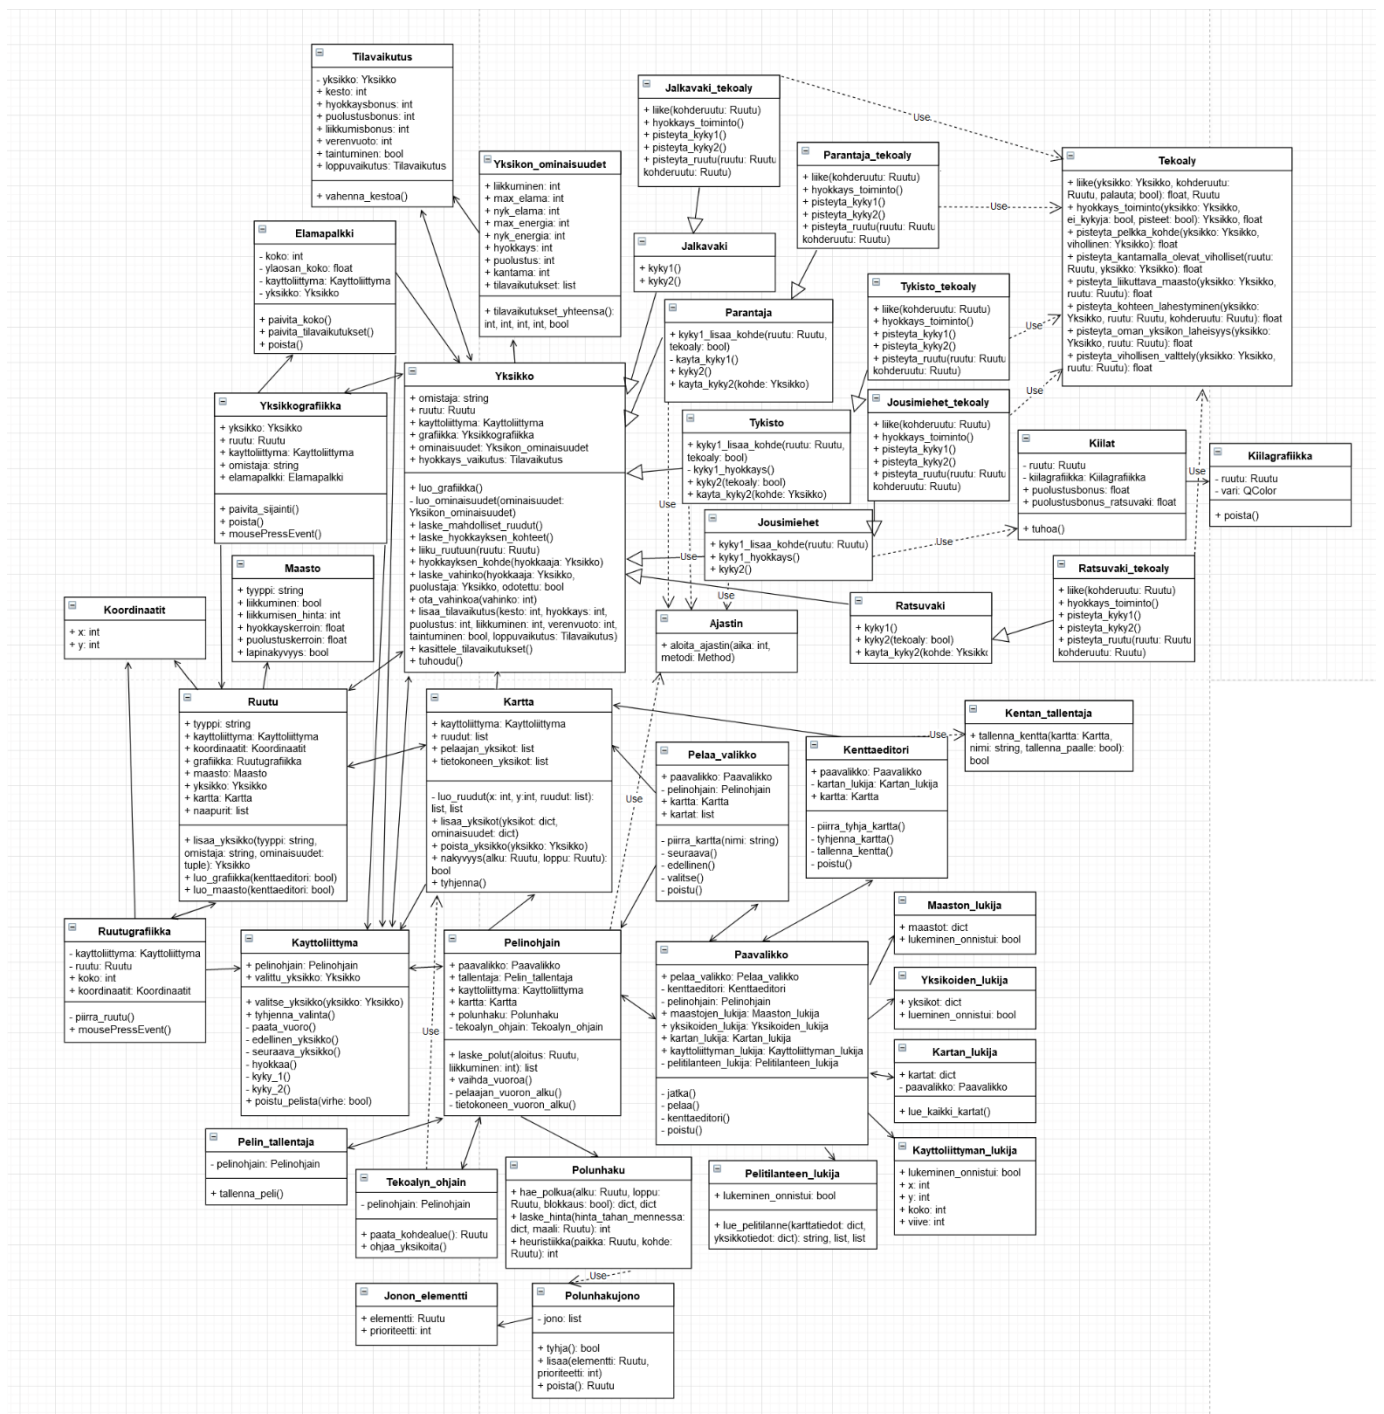 Tilavaikutus
- yksikko: Yksikko
+ kesto: int
+ hyokkaysbonus: int
+ puolustusbonus: int
+ liikkumisbonus: int
+ verenvuoto: int
+ taintuminen: bool
+ loppuvaikutus: Tilavaikutus
+ vahenna_kestoa()
Yksikon_ominaisuudet
+ liikkuminen: int
+ max_elama: int
+ nyk_elama: int
+ max_energia: int
+ nyk_energia: int
+ hyokkays: int
+ puolustus: int
+ kantama: int
+ tilavaikutukset: list
+ tilavaikutukset_yhteensa():
int, int, int, int, bool
Jalkavaki_tekoaly
+ liike(kohderuutu: Ruutu)
+ hyokkays_toiminto()
+ pisteyta_kyky1()
+ pisteyta_kyky2()
+ pisteyta_ruutu(ruutu: Ruutu
kohderuutu: Ruutu)
Use
Parantaja_tekoaly
+ liike(kohderuutu: Ruutu)
+ hyokkays_toiminto()
+ pisteyta_kyky1()
+ pisteyta_kyky2()
+ pisteyta_ruutu(ruutu: Ruutu
kohderuutu: Ruutu)
Use
Tekoaly
+ liike(yksikko: Yksikko, kohderuutu:
Ruutu, palauta; bool): float, Ruutu
+ hyokkays_toiminto(yksikko: Yksikko,
ei_kykyja: bool, pisteet: bool): Yksikko, float
+ pisteyta_pelkka_kohde(yksikko: Yksikko,
vihollinen: Yksikko): float
+ pisteyta_kantamalla_olevat_viholliset(ruutu:
Ruutu, yksikko: Yksikko): float
+ pisteyta_liikuttava_maasto(yksikko: Yksikko,
ruutu: Ruutu): float
+ pisteyta_kohteen_lahestyminen(yksikko:
Yksikko, ruutu: Ruutu, kohderuutu: Ruutu): float
+ pisteyta_oman_yksikon_laheisyys(yksikko:
Yksikko, ruutu: Ruutu): float
+ pisteyta_vihollisen_valttely(yksikko: Yksikko,
ruutu: Ruutu): float
Elamapalkki
- koko: int
- ylaosan_koko: float
- kayttoliittyma: Kayttoliittyma
- yksikko: Yksikko
+ paivita_koko()
+ paivita_tilavaikutukset()
+ poista()
Jalkavaki
+ kyky1()
+ kyky2()
Parantaja
+ kyky1_lisaa_kohde(ruutu: Ruutu,
tekoaly: bool)
- kayta_kyky1()
+ kyky2()
+ kayta_kyky2(kohde: Yksikko)
Tykisto_tekoaly
+ liike(kohderuutu: Ruutu)
+ hyokkays_toiminto()
+ pisteyta_kyky1()
+ pisteyta_kyky2()
+ pisteyta_ruutu(ruutu: Ruutu
kohderuutu: Ruutu)
Use
Yksikko
+ omistaja: string
+ ruutu: Ruutu
+ kayttoliittyma: Kayttoliittyma
+ grafiikka: Yksikkografiikka
+ ominaisuudet: Yksikon_ominaisuudet
+ hyokkays_vaikutus: Tilavaikutus
+ luo_grafiikka()
- luo_ominaisuudet(ominaisuudet:
Yksikon_ominaisuudet)
+ laske_mahdolliset_ruudut()
+ laske_hyokkayksen_kohteet()
+ liiku_ruutuun(ruutu: Ruutu)
+ hyokkayksen_kohde(hyokkaaja: Yksikko)
+ laske_vahinko(hyokkaaja: Yksikko,
puolustaja: Yksikko, odotettu: bool
+ ota_vahinkoa(vahinko: int)
+ lisaa_tilavaikutus(kesto: int, hyokkays: int,
puolustus: int, liikkuminen: int, verenvuoto: int,
taintuminen: bool, loppuvaikutus: Tilavaikutus)
+ kasittele_tilavaikutukset()
+ tuhoudu()
Yksikkografiikka
+ yksikko: Yksikko
+ ruutu: Ruutu
+ kayttoliittyma: Kayttoliittyma
+ omistaja: string
+ elamapalkki: Elamapalkki
+ paivita_sijainti()
+ poista()
+ mousePressEvent()
Tykisto
+ kyky1_lisaa_kohde(ruutu: Ruutu,
tekoaly: bool)
- kyky1_hyokkays()
+ kyky2(tekoaly: bool)
+ kayta_kyky2(kohde: Yksikko)
Jousimiehet_tekoaly
+ liike(kohderuutu: Ruutu)
+ hyokkays_toiminto()
+ pisteyta_kyky1()
+ pisteyta_kyky2()
+ pisteyta_ruutu(ruutu: Ruutu
kohderuutu: Ruutu)
Use
Kiilat
- ruutu: Ruutu
- kiilagrafiikka: Kiilagrafiikka
+ puolustusbonus: float
+ puolustusbonus_ratsuvaki: float
+ tuhoa()
Use
Kiilagrafiikka
- ruutu: Ruutu
- vari: QColor
+ poista()
Jousimiehet
+ kyky1_lisaa_kohde(ruutu: Ruutu)
+ kyky1_hyokkays()
+ kyky2()
Use
Use
Use
Use
Maasto
+ tyyppi: string
+ liikkuminen: bool
+ liikkumisen_hinta: int
+ hyokkayskerroin: float
+ puolustuskerroin: float
+ lapinakyvyys: bool
Koordinaatit
+ x: int
+ y: int
Ajastin
+ aloita_ajastin(aika: int,
metodi: Method)
Ratsuvaki
+ kyky1()
+ kyky2(tekoaly: bool)
+ kayta_kyky2(kohde: Yksikko
Ratsuvaki_tekoaly
+ liike(kohderuutu: Ruutu)
+ hyokkays_toiminto()
+ pisteyta_kyky1()
+ pisteyta_kyky2()
+ pisteyta_ruutu(ruutu: Ruutu
kohderuutu: Ruutu)
Ruutu
+ tyyppi: string
+ kayttoliittyma: Kayttoliittyma
+ koordinaatit: Koordinaatit
+ grafiikka: Ruutugrafiikka
+ maasto: Maasto
+ yksikko: Yksikko
+ kartta: Kartta
+ naapurit: list
+ lisaa_yksikko(tyyppi: string,
omistaja: string, ominaisuudet:
tuple): Yksikko
+ luo_grafiikka(kenttaeditori: bool)
+ luo_maasto(kenttaeditori: bool)
Kartta
+ kayttoliittyma: Kayttoliittyma
+ ruudut: list
+ pelaajan_yksikot: list
+ tietokoneen_yksikot: list
- luo_ruudut(x: int, y:int, ruudut: list):
list, list
+ lisaa_yksikot(yksikot: dict,
ominaisuudet: dict)
+ poista_yksikko(yksikko: Yksikko)
+ nakyvyys(alku: Ruutu, loppu: Ruutu):
bool
+ tyhjenna()
Use
Pelaa_valikko
+ paavalikko: Paavalikko
- pelinohjain: Pelinohjain
+ kartta: Kartta
+ kartat: list
- piirra_kartta(nimi: string)
- seuraava()
- edellinen()
- valitse()
- poistu()
Kenttaeditori
+ paavalikko: Paavalikko
- kartan_lukija: Kartan_lukija
+ kartta: Kartta
- piirra_tyhja_kartta()
- tyhjenna_kartta()
- tallenna_kentta()
- poistu()
Use
Kentan_tallentaja
+ tallenna_kentta(kartta: Kartta,
nimi: string, tallenna_paalle: bool):
bool
Ruutugrafiikka
- kayttoliittyma: Kayttoliittyma
- ruutu: Ruutu
+ koko: int
+ koordinaatit: Koordinaatit
- piirra_ruutu()
+ mousePressEvent()
Kayttoliittyma
+ pelinohjain: Pelinohjain
+ valittu_yksikko: Yksikko
+ valitse_yksikko(yksikko: Yksikko)
+ tyhjenna_valinta()
- paata_vuoro()
- edellinen_yksikko()
- seuraava_yksikko()
- hyokkaa()
- kyky_1()
- kyky_2()
+ poistu_pelista(virhe: bool)
Use
Pelinohjain
+ paavalikko: Paavalikko
+ tallentaja: Pelin_tallentaja
+ kayttoliittyma: Kayttoliittyma
+ kartta: Kartta
+ polunhaku: Polunhaku
- tekoalyn_ohjain: Tekoalyn_ohjain
+ laske_polut(aloitus: Ruutu,
liikkuminen: int): list
+ vaihda_vuoroa()
- pelaajan_vuoron_alku()
- tietokoneen_vuoron_alku()
Paavalikko
+ pelaa_valikko: Pelaa_valikko
- kenttaeditori: Kenttaeditori
- pelinohjain: Pelinohjain
+ maastojen_lukija: Maaston_lukija
+ yksikoiden_lukija: Yksikoiden_lukija
+ kartan_lukija: Kartan_lukija
+ kayttoliittyman_lukija: Kayttoliittyman_lukija
- pelitilanteen_lukija: Pelitilanteen_lukija
- jatka()
- pelaa()
- kenttaeditori()
- poistu()
Maaston_lukija
+ maastot: dict
+ lukeminen_onnistui: bool
Yksikoiden_lukija
+ yksikot: dict
+ lueminen_onnistui: bool
Kartan_lukija
+ kartat: dict
- paavalikko: Paavalikko
+ lue_kaikki_kartat()
Kayttoliittyman_lukija
+ lukeminen_onnistui: bool
+ x: int
+ y: int
+ koko: int
+ viive: int
Pelin_tallentaja
- pelinohjain: Pelinohjain
+ tallenna_peli()
Tekoalyn_ohjain
- pelinohjain: Pelinohjain
+ paata_kohdealue(): Ruutu
+ ohjaa_yksikoita()
Polunhaku
+ hae_polkua(alku: Ruutu, loppu:
Ruutu, blokkaus: bool): dict, dict
+ laske_hinta(hinta_tahan_mennessa:
dict, maali: Ruutu): int
+ heuristiikka(paikka: Ruutu, kohde:
Ruutu): int
Pelitilanteen_lukija
+ lukeminen_onnistui: bool
+ lue_pelitilanne(karttatiedot: dict,
yksikkotiedot: dict): string, list, list
Use
Jonon_elementti
+ elementti: Ruutu
+ prioriteetti: int
Polunhakujono
- jono: list
+ tyhja(): bool
+ lisaa(elementti: Ruutu,
prioriteetti: int)
+ poista(): Ruutu